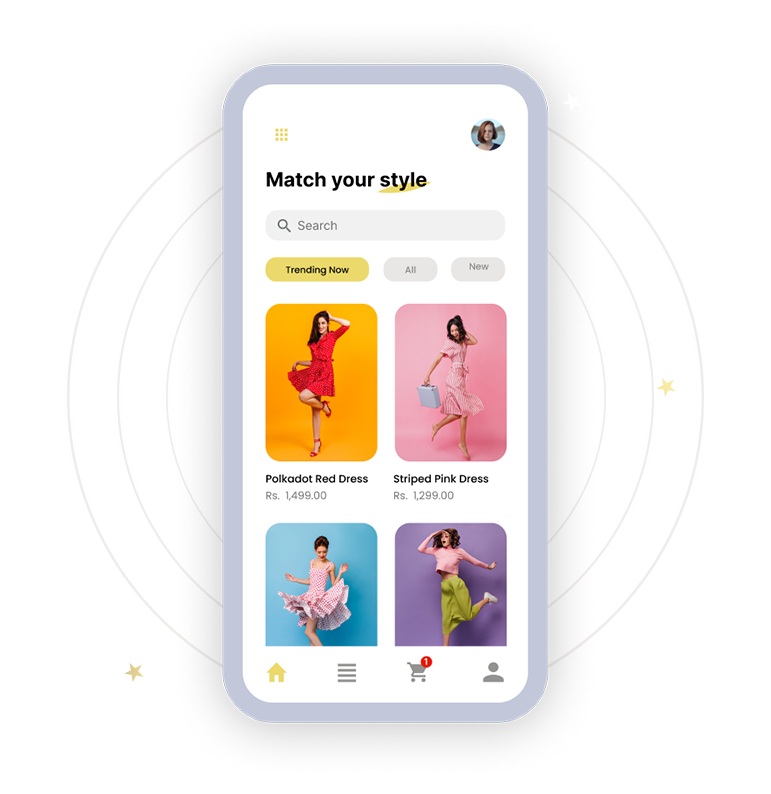 Match your style
Search
Trending Now
All
New
Polkadot Red Dress
Striped Pink Dress
Rs. 1,499.00
Rs. 1,299.00
1